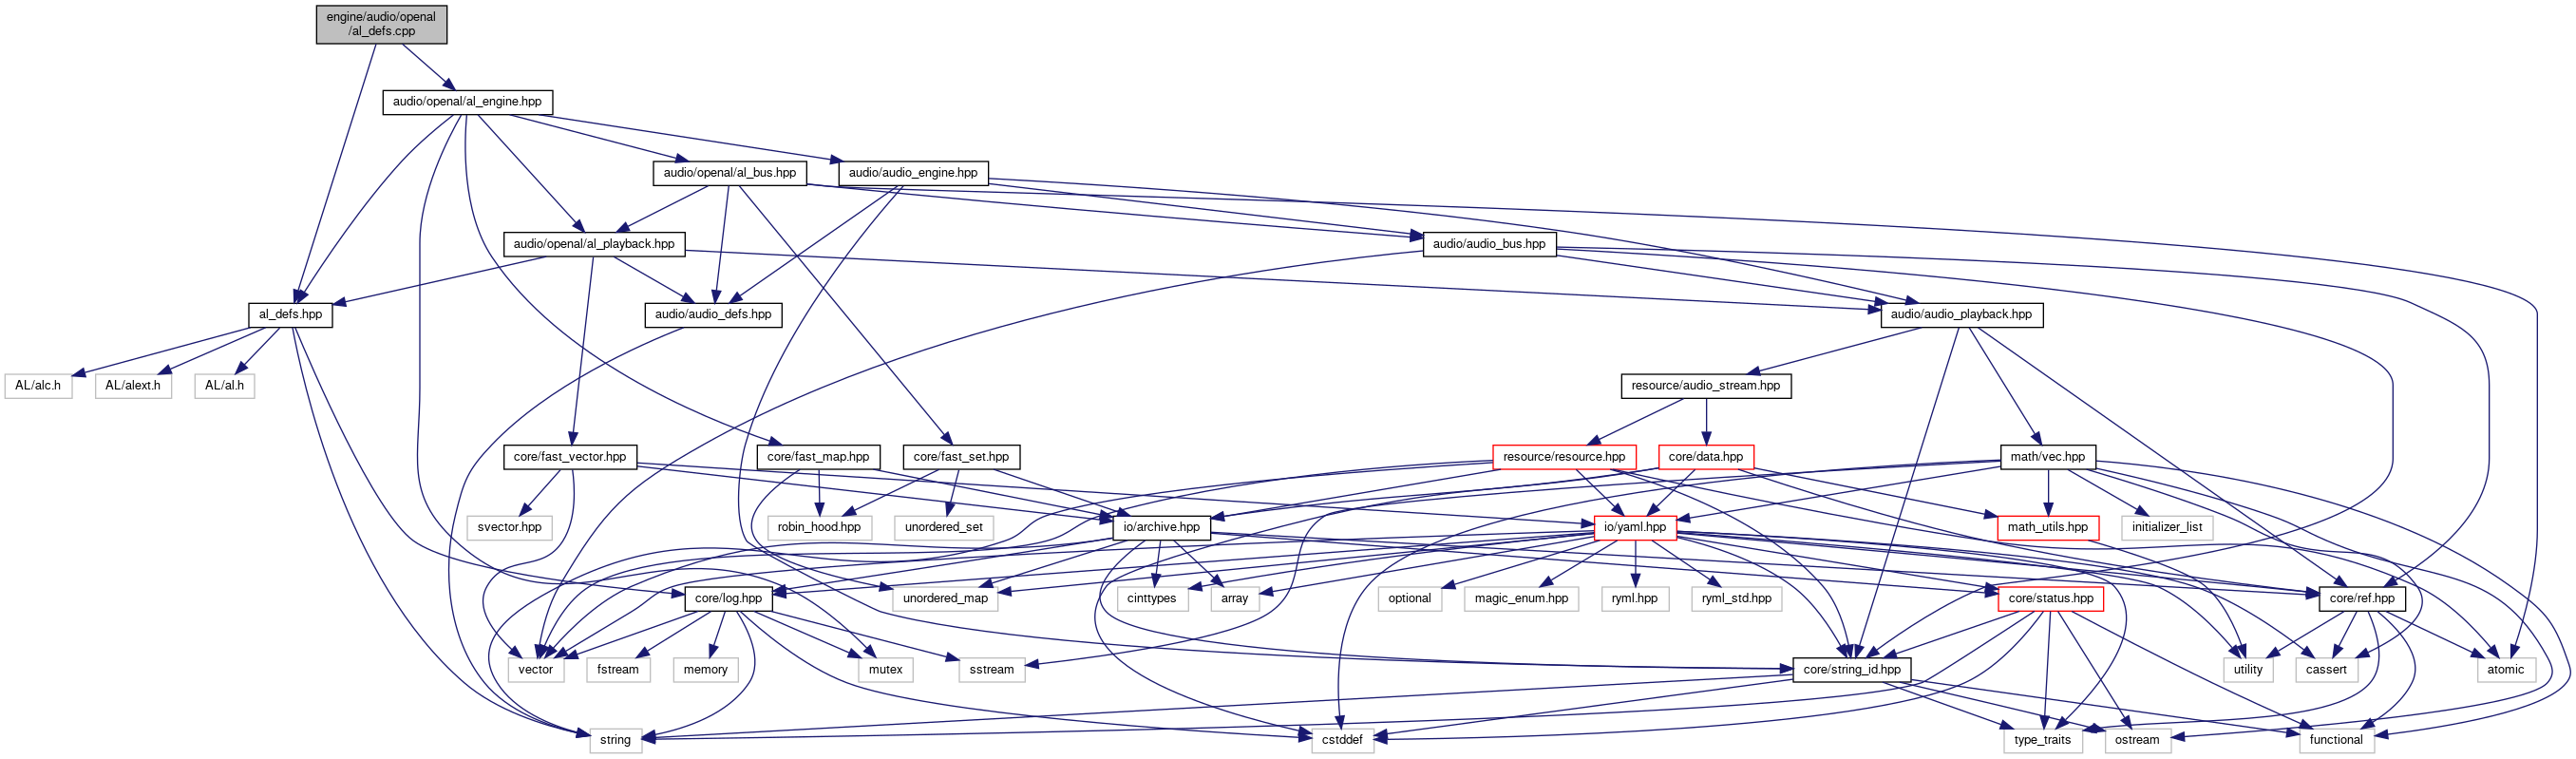 engine/audio/openal
/al_defs.cpp
audio/openal/al_engine.hpp
audio/openal/al_bus.hpp
audio/audio_engine.hpp
audio/openal/al_playback.hpp
audio/audio_bus.hpp
al_defs.hpp
audio/audio_defs.hpp
audio/audio_playback.hpp
AL/alc.h
AL/alext.h
AL/al.h
resource/audio_stream.hpp
core/fast_vector.hpp
core/fast_map.hpp
core/fast_set.hpp
resource/resource.hpp
core/data.hpp
math/vec.hpp
svector.hpp
robin_hood.hpp
unordered_set
io/archive.hpp
io/yaml.hpp
math_utils.hpp
initializer_list
core/log.hpp
unordered_map
cinttypes
array
optional
magic_enum.hpp
ryml.hpp
ryml_std.hpp
core/status.hpp
core/ref.hpp
vector
fstream
memory
mutex
sstream
core/string_id.hpp
utility
cassert
atomic
string
cstddef
type_traits
ostream
functional